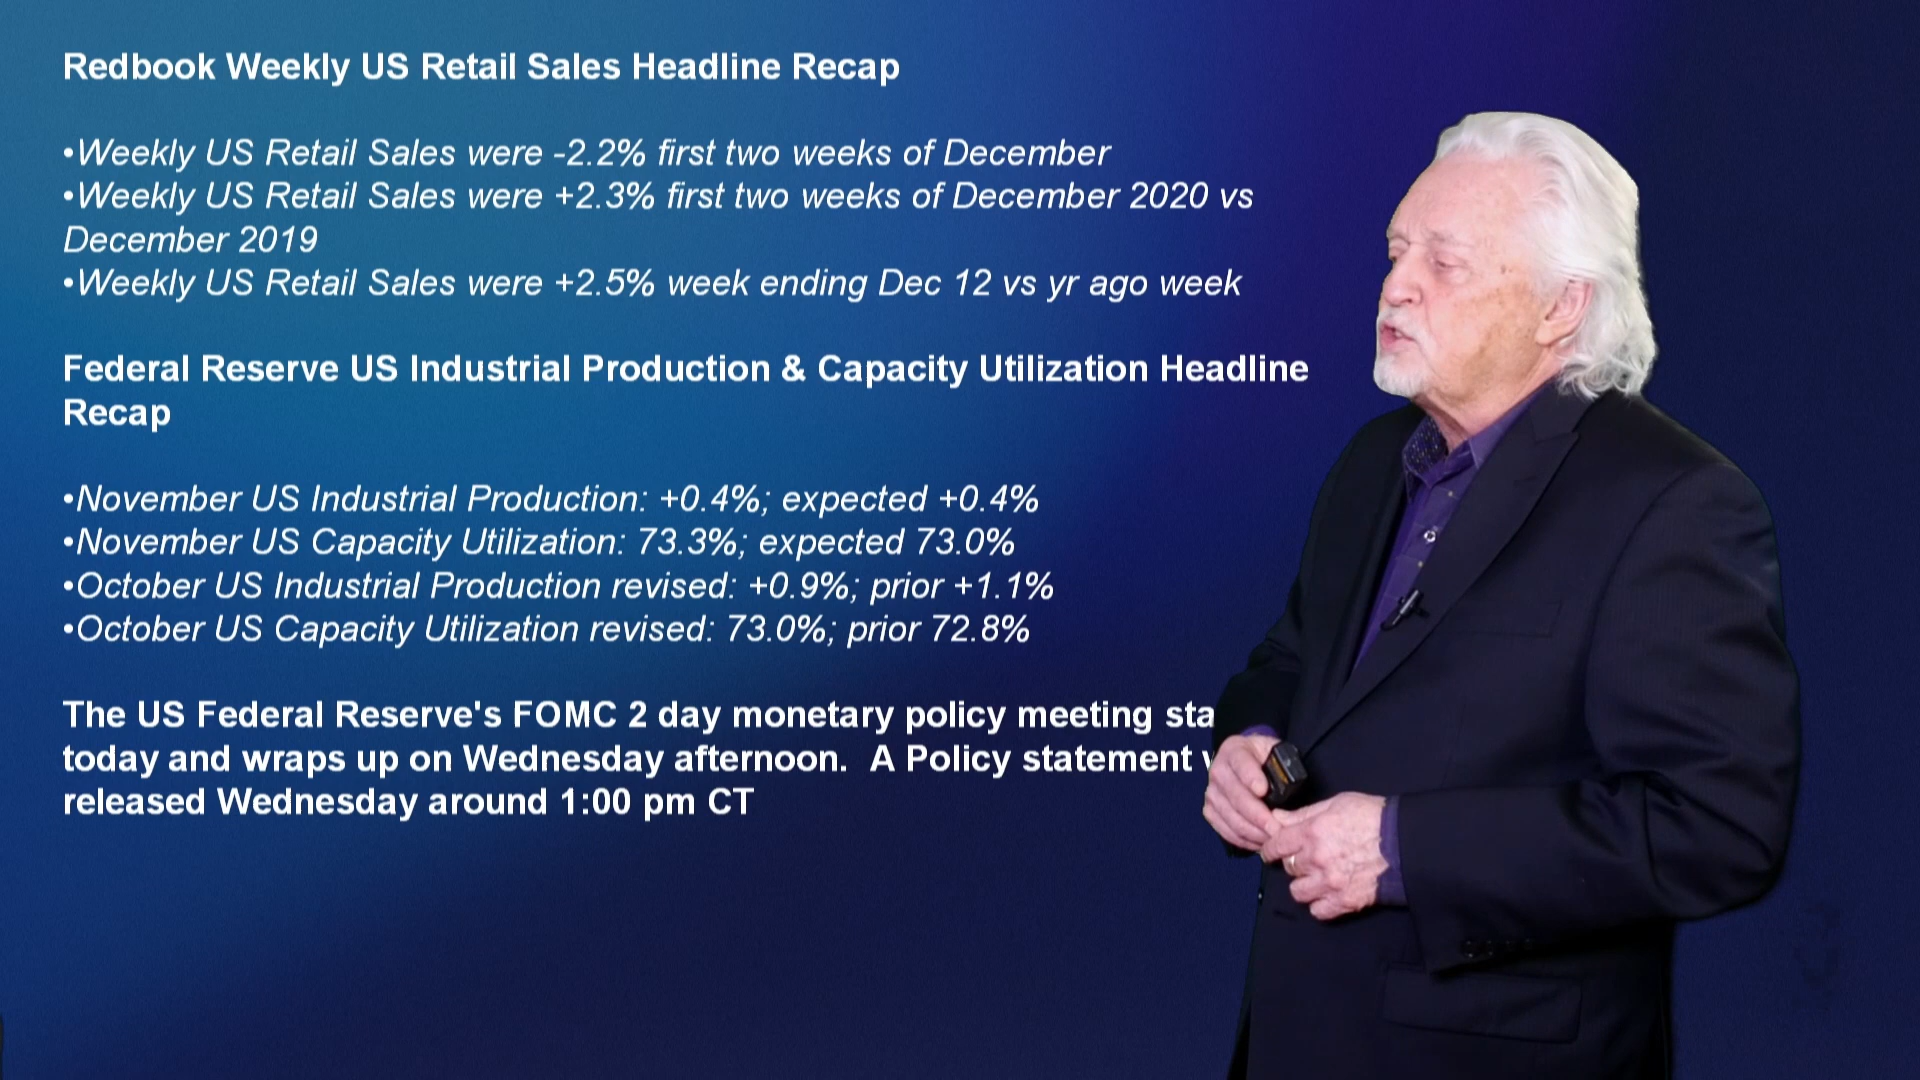 Redbook Weekly US Retail Sales Headline Recap
•Weekly US Retail Sales were -2.2% first two weeks of December
•Weekly US Retail Sales were +2.3% first two weeks of December 2020 vs
December 2019
•Weekly US Retail Sales were +2.5% week ending Dec 12 vs yr ago week
Federal Reserve US Industrial Production & Capacity Utilization Headline
Recap
•November US Industrial Production: +0.4%; expected +0.4%
•November US Capacity Utilization: 73.3%; expected 73.0%
•October US Industrial Production revised: +0.9%; prior +1.1%
•October US Capacity Utilization revised: 73.0%; prior 72.8%
The US Federal Reserve's FOMC 2 day monetary policy meeting
today and wraps up on Wednesday afternoon.  A Policy statement
released Wednesday around 1:00 pm CT